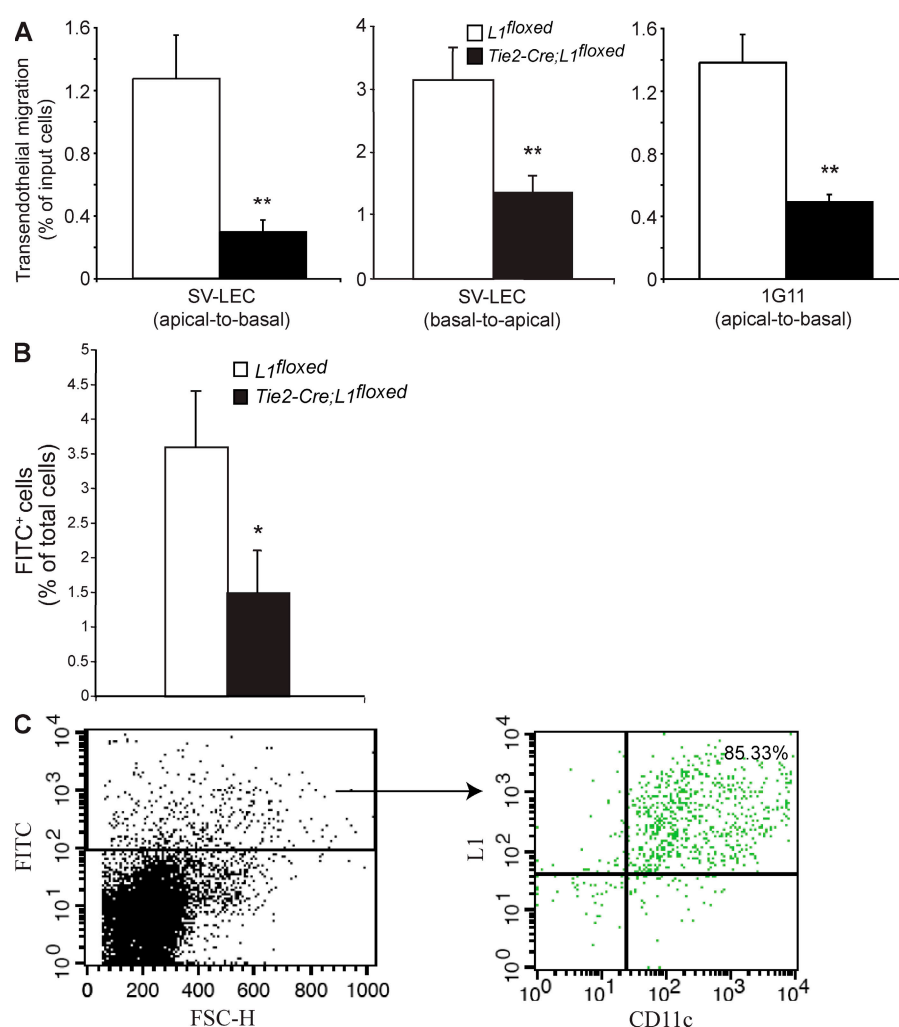 A
Transendothelial migration
(% of input cells)
1.6
1.2
0.8
0.4
0
**
SV-LEC
(apical-to-basal)
4
3
2
1
0
L1floxed
Tie2-Cre;L1floxed
**
SV-LEC
(basal-to-apical)
1.6
1.2
0.8
0.4
0
**
1G11
(apical-to-basal)
B
FITC+ cells
(% of total cells)
5
4.5
4
3.5
3
2.5
2
1.5
1
0.5
0
L1floxed
Tie2-Cre;L1floxed
*
C
FITC
10^4
10^3
10^2
10^1
10^0
0 200 400 600 800 1000
FSC-H
L1
10^4
10^3
10^2
10^1
10^0
85.33%
10^0 10^1 10^2 10^3 10^4
CD11c